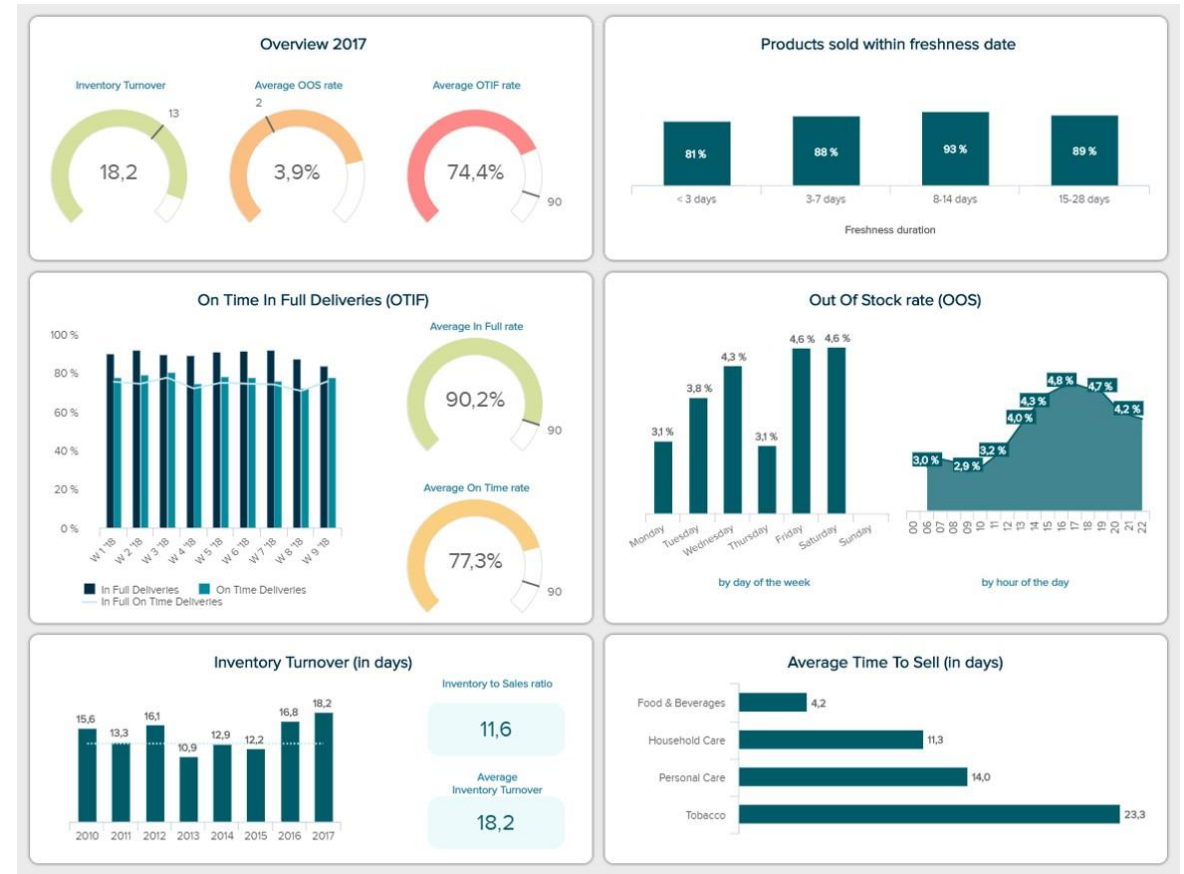 Overview 2017
Inventory Turnover
Average OOS rate
Average OTIF rate
13
2
90
18,2
3,9%
74,4%
Products sold within freshness date
81 %
88 %
93 %
89 %
< 3 days
3-7 days
8-14 days
15-28 days
Freshness duration
On Time In Full Deliveries (OTIF)
100 %
80 %
60 %
40 %
20 %
0 %
W 1 '18
W 2 '18
W 3 '18
W 4 '18
W 5 '18
W 6 '18
W 7 '18
W 8 '18
W 9 '18
In Full Deliveries
On Time Deliveries
In Full On Time Deliveries
Average In Full rate
90,2%
90
Average On Time rate
77,3%
90
Out Of Stock rate (OOS)
3,1 %
3,8 %
4,3 %
3,1 %
4,6 %
4,6 %
Monday
Tuesday
Wednesday
Thursday
Friday
Saturday
Sunday
by day of the week
3,0 %
2,9 %
3,2 %
4,0 %
4,3 %
4,8 %
4,7 %
4,2 %
00
06
07
08
09
10
11
12
13
14
15
16
17
18
19
20
21
22
by hour of the day
Inventory Turnover (in days)
15,6
13,3
16,1
10,9
12,9
12,2
16,8
18,2
2010
2011
2012
2013
2014
2015
2016
2017
Inventory to Sales ratio
11,6
Average
Inventory Turnover
18,2
Average Time To Sell (in days)
Food & Beverages
4,2
Household Care
11,3
Personal Care
14,0
Tobacco
23,3